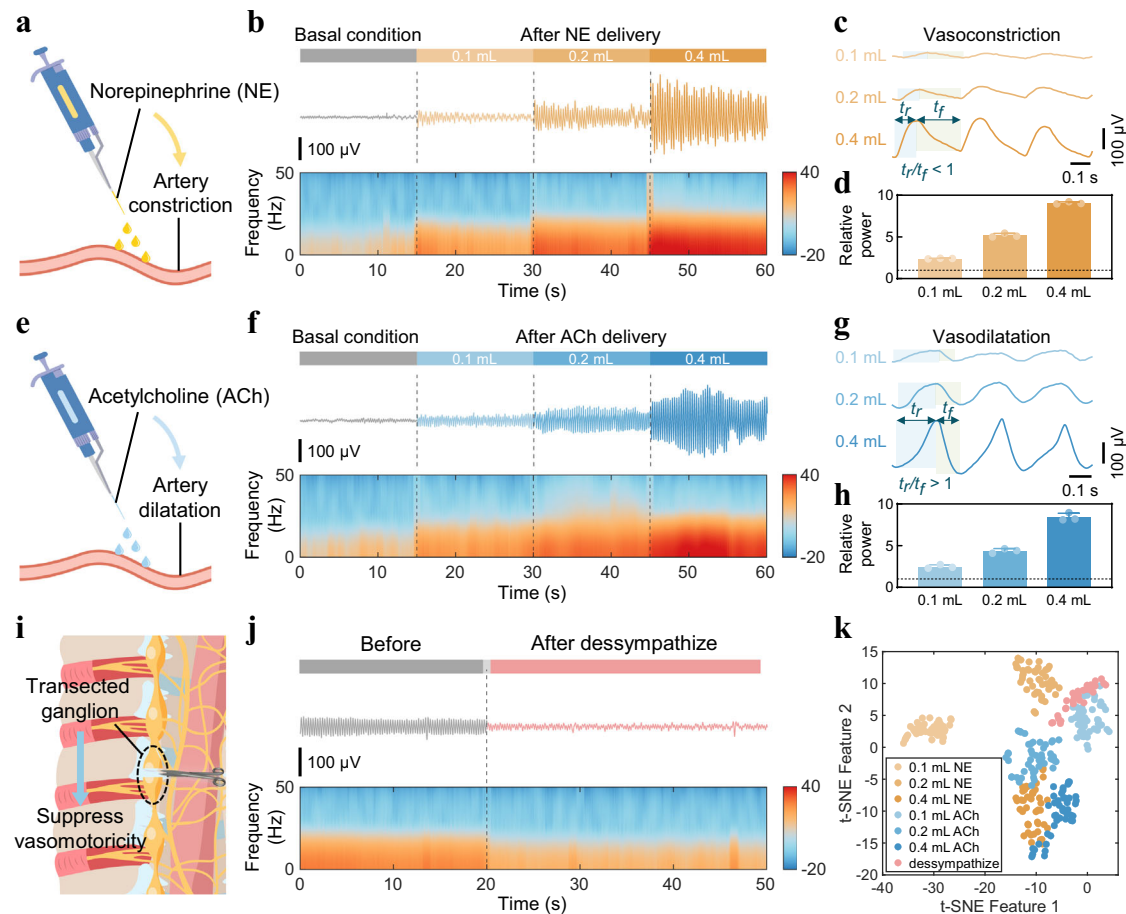 a
Norepinephrine (NE)
Artery
constriction
b
Basal condition
After NE delivery
0.1 mL
0.2 mL
0.4 mL
100 µV
Frequency
(Hz)
50
0
0
10
20
30
40
50
60
Time (s)
40
-20
c
Vasoconstriction
0.1 mL
0.2 mL
tr
tf
0.4 mL
tr/tf < 1
100 µV
0.1 s
d
Relative
power
10
5
0
0.1 mL
0.2 mL
0.4 mL
e
Acetylcholine (ACh)
Artery
dilatation
f
Basal condition
After ACh delivery
0.1 mL
0.2 mL
0.4 mL
100 µV
Frequency
(Hz)
50
0
0
10
20
30
40
50
60
Time (s)
40
-20
g
Vasodilatation
0.1 mL
0.2 mL
tr
tf
0.4 mL
tr/tf > 1
100 µV
0.1 s
h
Relative
power
10
5
0
0.1 mL
0.2 mL
0.4 mL
i
Transected
ganglion
Suppress
vasomotoricity
j
Before
After dessympathize
100 µV
Frequency
(Hz)
50
0
0
10
20
30
40
50
Time (s)
40
-20
k
t-SNE Feature 2
15
10
5
0
-5
-10
-15
-20
0.1 mL NE
0.2 mL NE
0.4 mL NE
0.1 mL ACh
0.2 mL ACh
0.4 mL ACh
dessympathize
-40
-30
-20
-10
0
t-SNE Feature 1